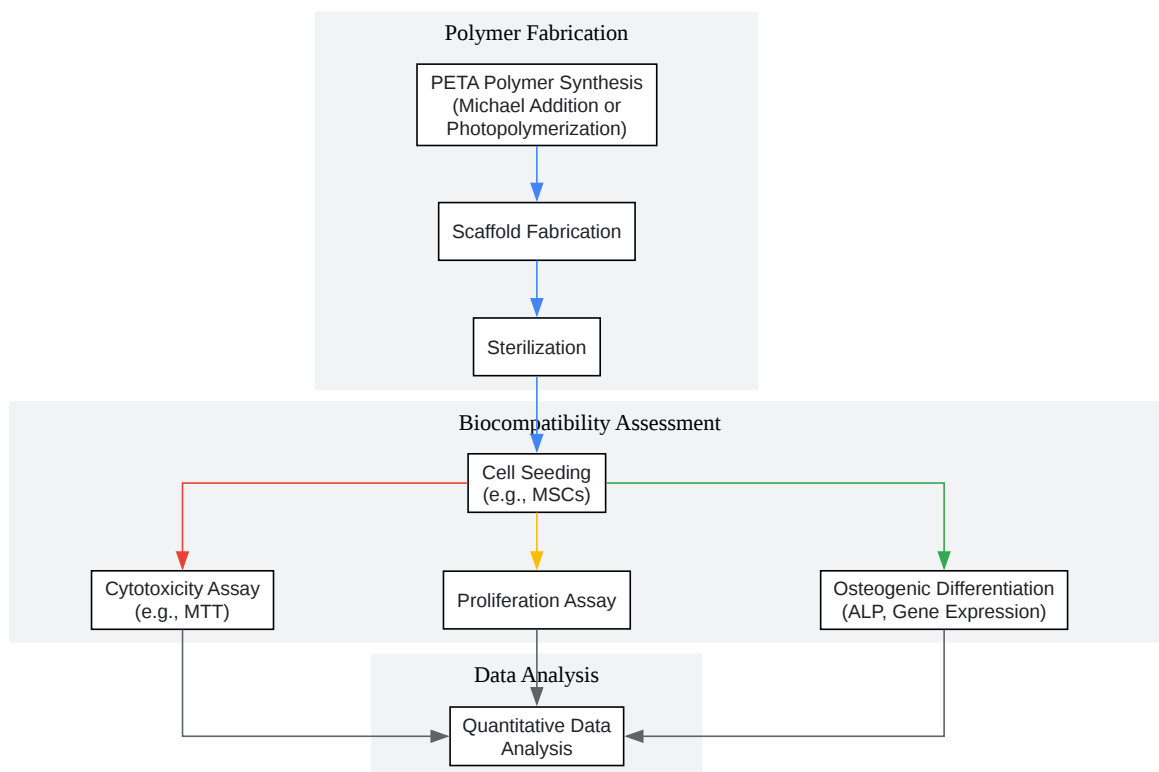 Polymer Fabrication
PETA Polymer Synthesis
(Michael Addition or
Photopolymerization)
Scaffold Fabrication
Sterilization
Biocompatibility Assessment
Cell Seeding
(e.g., MSCs)
Cytotoxicity Assay
(e.g., MTT)
Proliferation Assay
Osteogenic Differentiation
(ALP, Gene Expression)
Data Analysis
Quantitative Data
Analysis